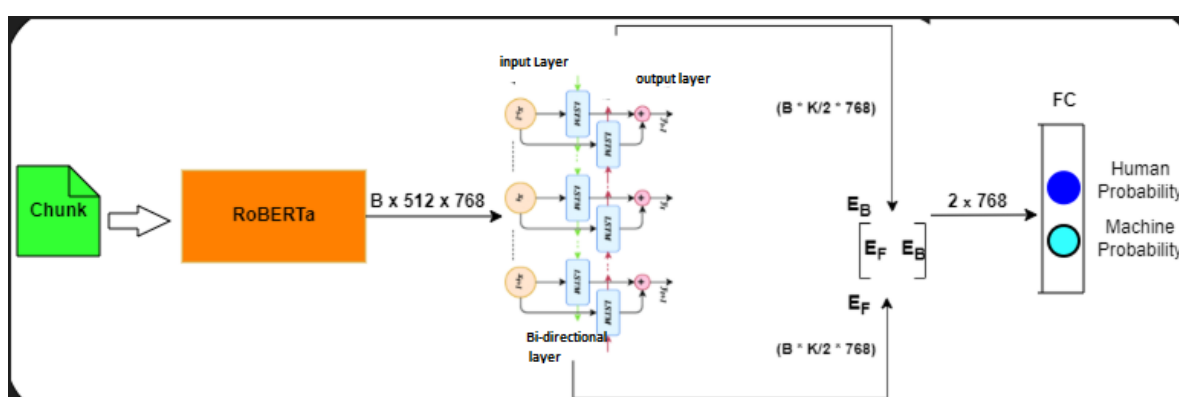 Chunk
RoBERTa
B x 512 x 768
input Layer
output layer
LSTM
LSTM
LSTM
LSTM
LSTM
LSTM
Bi-directional
layer
(B * K/2 * 768)
(B * K/2 * 768)
E_B
E_F E_B
E_F
2 x 768
FC
Human
Probability
Machine
Probability